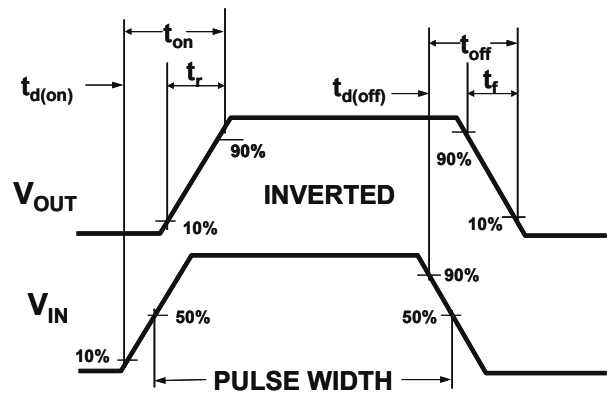 t_on
t_off
t_d(on)
t_r
t_d(off)
t_f
90%
90%
V_OUT
INVERTED
10%
10%
90%
V_IN
50%
50%
10%
PULSE WIDTH